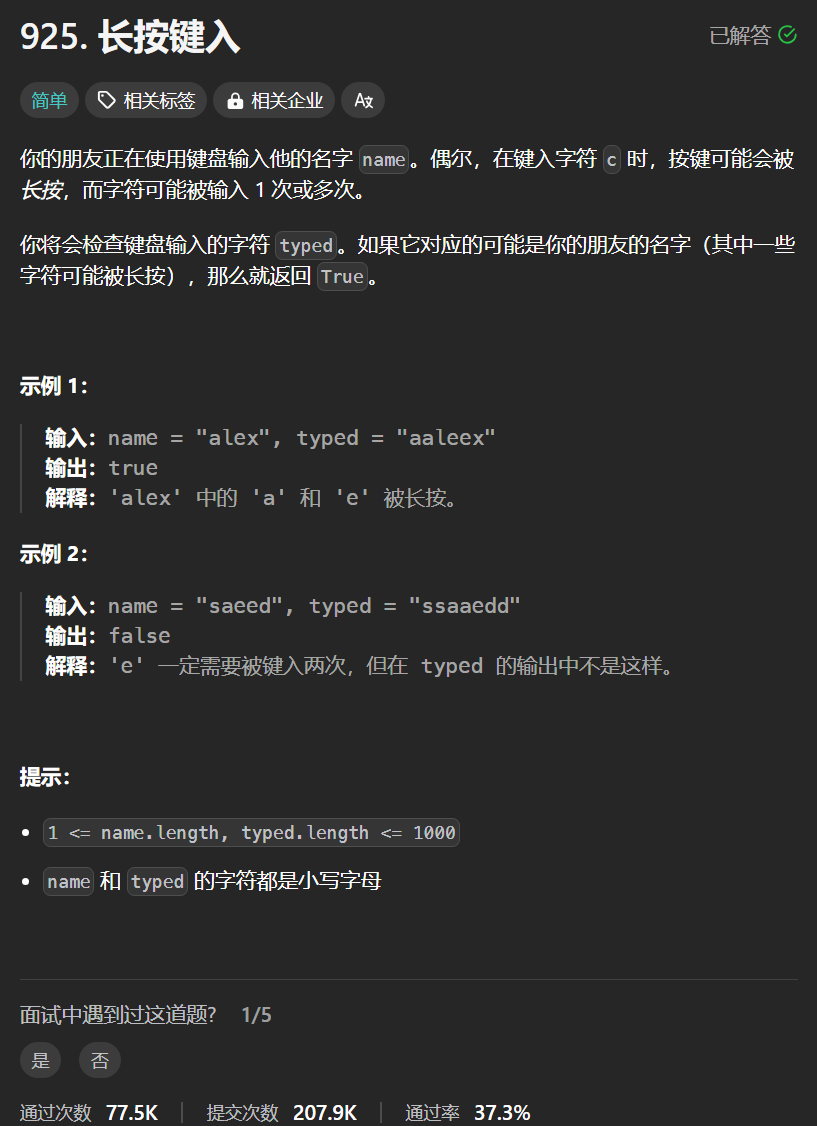 925. 长按键入
已解答
简单
相关标签
相关企业
你的朋友正在使用键盘输入他的名字 name。偶尔，在键入字符 c 时，按键可能会被
长按，而字符可能被输入 1 次或多次。
你将会检查键盘输入的字符 typed。如果它对应的可能是你的朋友的名字（其中一些
字符可能被长按），那么就返回 True。
示例 1：
输入：name = "alex", typed = "aaleex"
输出：true
解释：'alex' 中的 'a' 和 'e' 被长按。
示例 2：
输入：name = "saeed", typed = "ssaaedd"
输出：false
解释：'e' 一定需要被键入两次，但在 typed 的输出中不是这样。
提示：
1 <= name.length, typed.length <= 1000
name 和 typed 的字符都是小写字母
面试中遇到过这道题? 1/5
是
否
通过次数 77.5K
提交次数 207.9K
通过率 37.3%